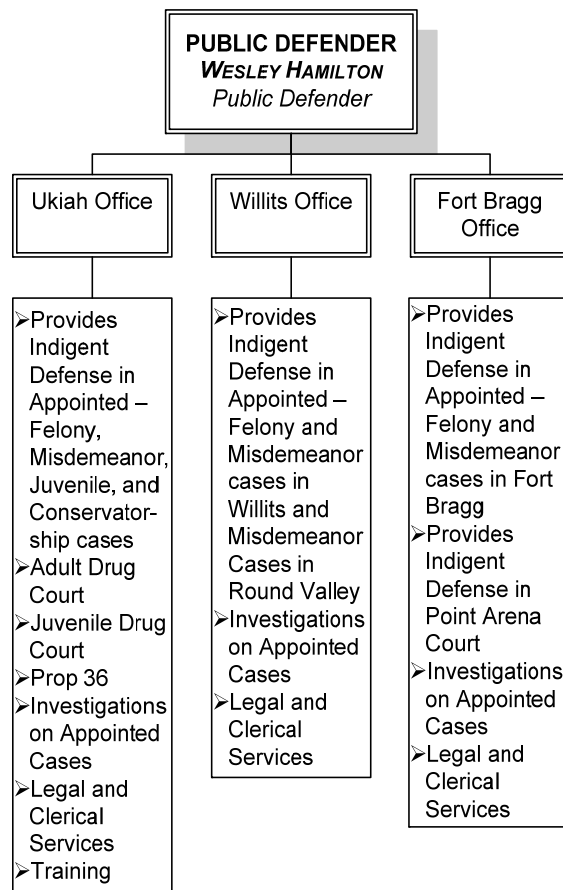 PUBLIC DEFENDER
WESLEY HAMILTON
Public Defender
Ukiah Office
Willits Office
Fort Bragg
Office
➢Provides
Indigent
Defense in
Appointed –
Felony,
Misdemeanor,
Juvenile, and
Conservator-
ship cases
➢Adult Drug
Court
➢Juvenile Drug
Court
➢Prop 36
➢Investigations
on Appointed
Cases
➢Legal and
Clerical
Services
➢Training
➢Provides
Indigent
Defense in
Appointed –
Felony and
Misdemeanor
cases in
Willits and
Misdemeanor
Cases in
Round Valley
➢Investigations
on Appointed
Cases
➢Legal and
Clerical
Services
➢Provides
Indigent
Defense in
Appointed –
Felony and
Misdemeanor
cases in Fort
Bragg
➢Provides
Indigent
Defense in
Point Arena
Court
➢Investigations
on Appointed
Cases
➢Legal and
Clerical
Services